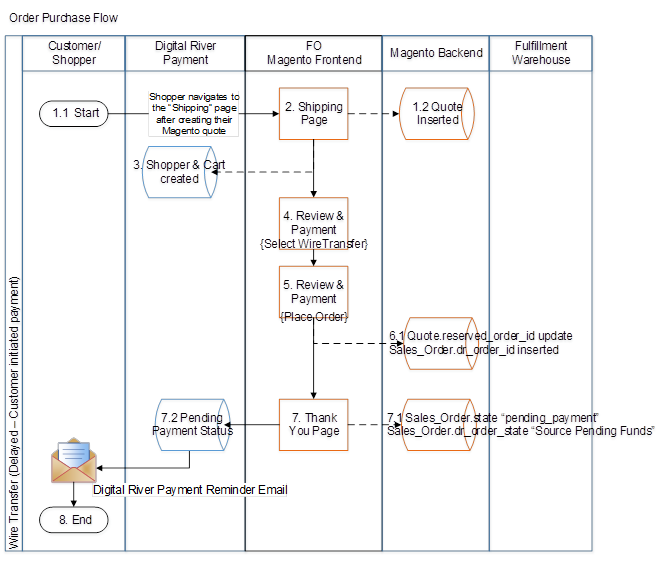 Order Purchase Flow
Customer/
Shopper
Digital River
Payment
FO
Magento Frontend
Magento Backend
Fulfillment
Warehouse
Wire Transfer (Delayed – Customer initiated payment)
1.1 Start
Shopper navigates to
the "Shipping" page
after creating their
Magento quote
2. Shipping
Page
1.2 Quote
Inserted
3. Shopper & Cart
created
4. Review &
Payment
{Select WireTransfer}
5. Review &
Payment
{Place Order}
6.1 Quote.reserved_order_id update
Sales_Order.dr_order_id inserted
7.2 Pending
Payment Status
7. Thank
You Page
7.1 Sales_Order.state “pending_payment”
Sales_Order.dr_order_state “Source Pending Funds”
Digital River Payment Reminder Email
8. End